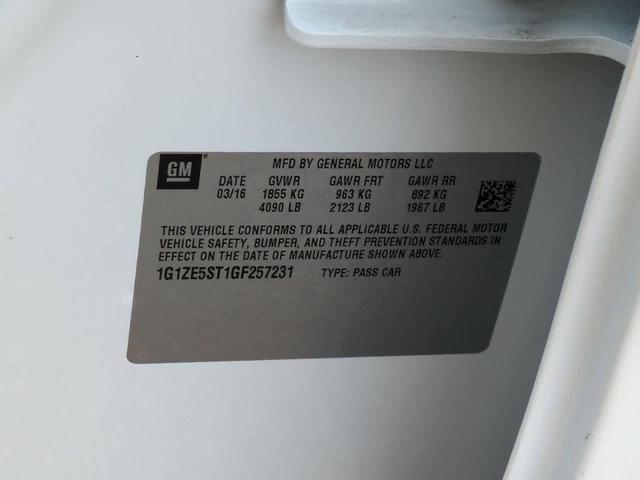 GM
MFD BY GENERAL MOTORS LLC
DATE GVWR GAWR FRT GAWR RR
03/16 1855 KG 963 KG 892 KG
4090 LB 2123 LB 1967 LB
THIS VEHICLE CONFORMS TO ALL APPLICABLE U.S. FEDERAL MOTOR
VEHICLE SAFETY, BUMPER, AND THEFT PREVENTION STANDARDS IN
EFFECT ON THE DATE OF MANUFACTURE SHOWN ABOVE.
1G1ZE5ST1GF257231 TYPE: PASS CAR